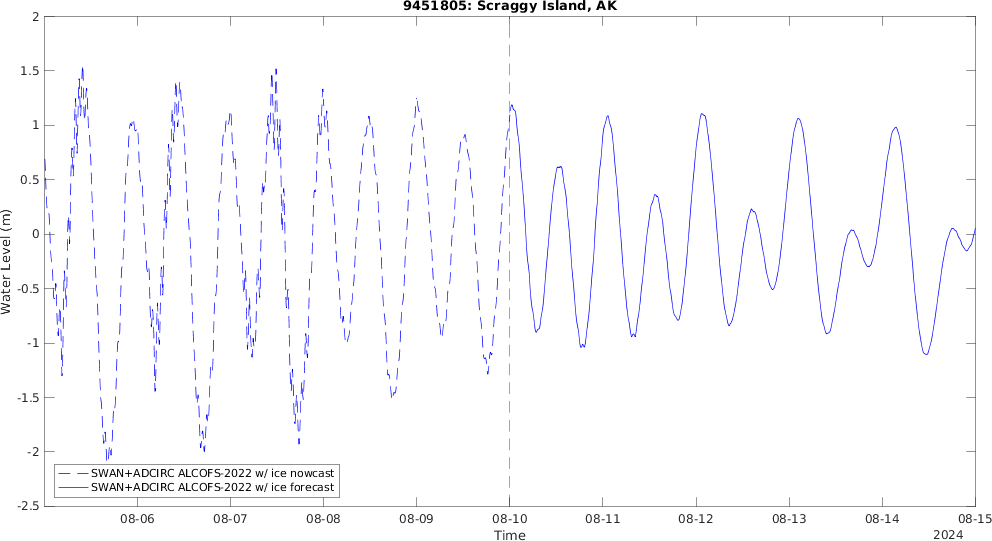 9451805: Scraggy Island, AK
2
1.5
1
0.5
0
-0.5
-1
-1.5
-2
-2.5
Water Level (m)
SWAN+ADCIRC ALCOFS-2022 w/ ice nowcast
SWAN+ADCIRC ALCOFS-2022 w/ ice forecast
08-06 08-07 08-08 08-09 08-10 08-11 08-12 08-13 08-14 08-15
Time
2024